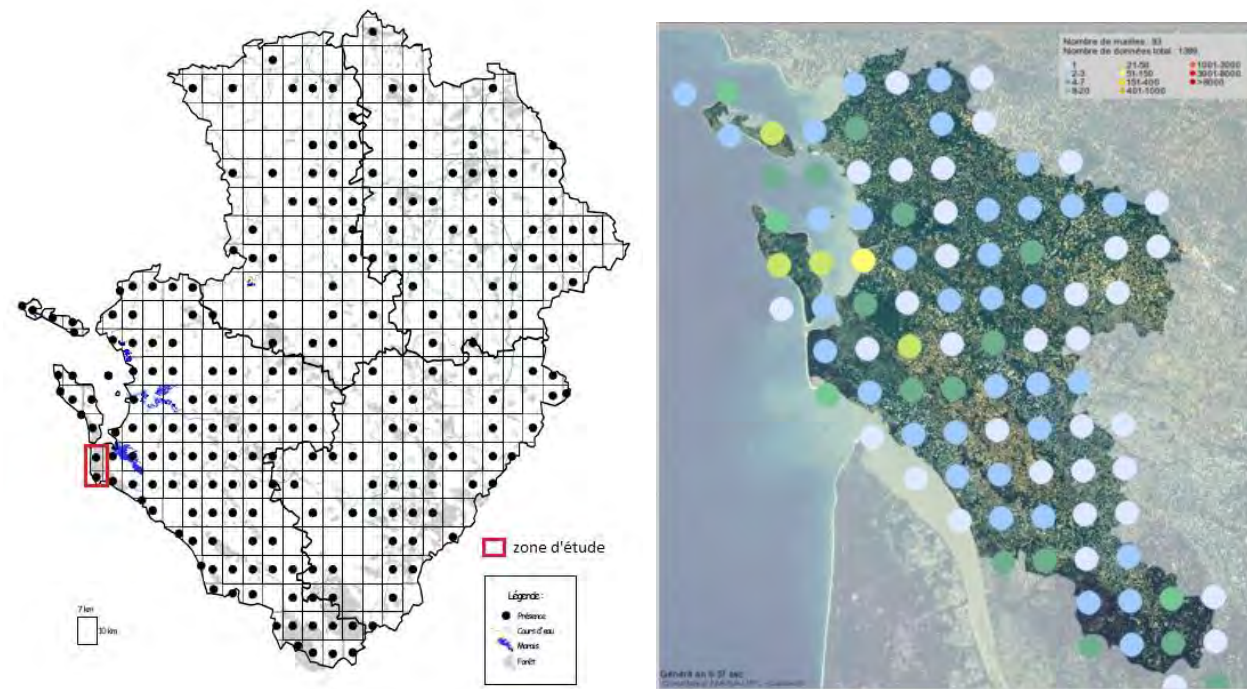 zone d'étude
Légende :
Présence
Cours d'eau
Marais
Forêt
7 km
10 km
Nombre de mailles : 93
Nombre de données total : 1389
1
2-3
4-7
8-20
21-50
51-150
151-400
401-1000
1001-3000
3001-8000
>8000
Généré en 0.37 sec